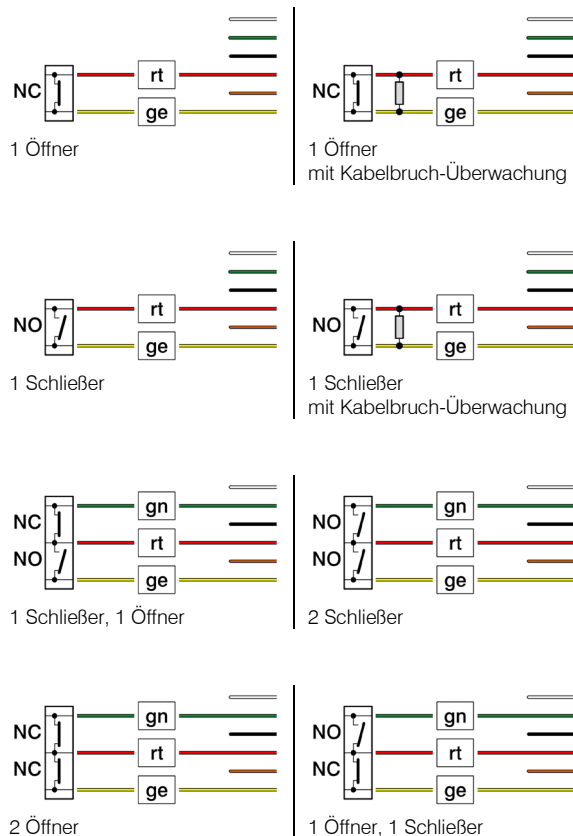 NC
rt
ge
1 Öffner
NC
rt
ge
1 Öffner
mit Kabelbruch-Überwachung
NO
rt
ge
1 Schließer
NO
rt
ge
1 Schließer
mit Kabelbruch-Überwachung
NC
NO
gn
rt
ge
1 Schließer, 1 Öffner
NO
NO
gn
rt
ge
2 Schließer
NC
NC
gn
rt
ge
2 Öffner
NO
NC
gn
rt
ge
1 Öffner, 1 Schließer